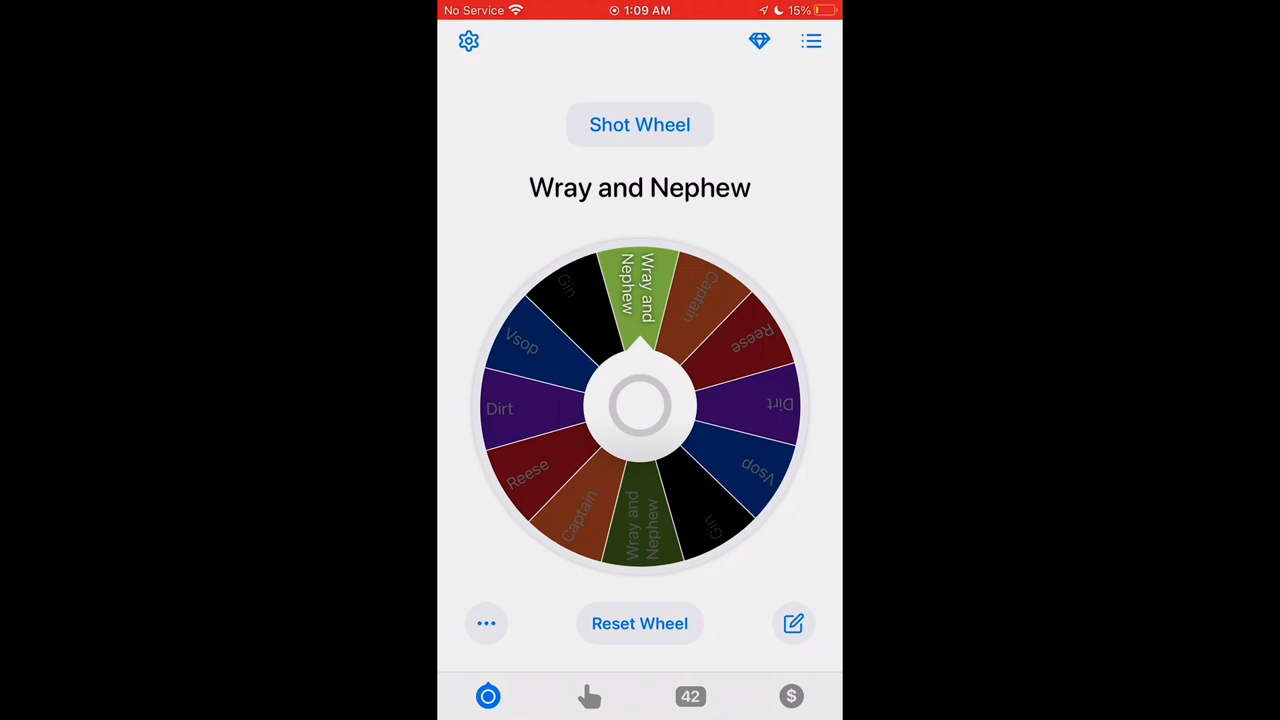 No Service 1:09 AM 15%
Shot Wheel
Wray and Nephew
Wray and
Nephew
Captain
Reese
Dirt
Vsop
Gin
Wray and
Nephew
Captain
Reese
Dirt
Vsop
Gin
Reset Wheel
42
$